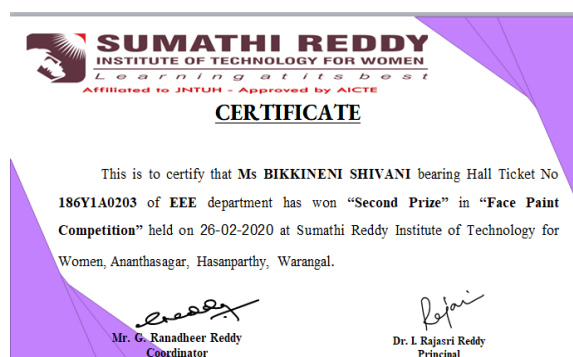 SUMATHI REDDY
INSTITUTE OF TECHNOLOGY FOR WOMEN
Learning at its best
Affiliated to JNTUH - Approved by AICTE
CERTIFICATE
This is to certify that Ms BIKKINENI SHIVANI bearing Hall Ticket No
186Y1A0203 of EEE department has won “Second Prize” in “Face Paint
Competition” held on 26-02-2020 at Sumathi Reddy Institute of Technology for
Women, Ananthasagar, Hasanparthy, Warangal.
Mr. G. Ranadheer Reddy
Coordinator
Dr. I. Rajasri Reddy
Principal